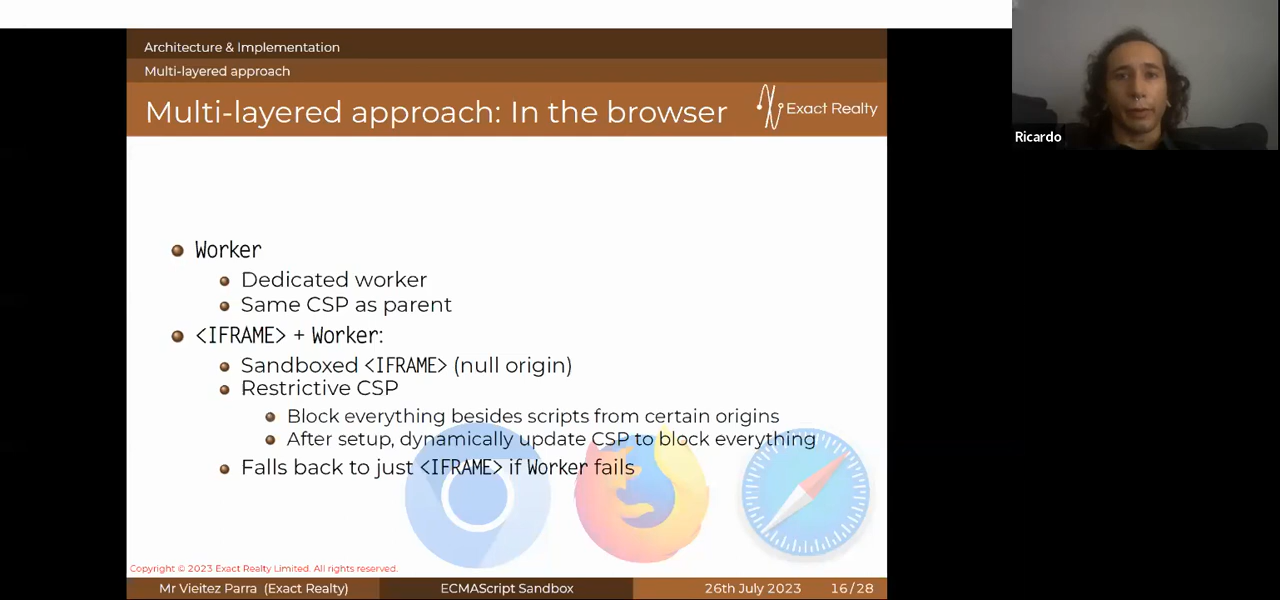 Architecture & Implementation
Multi-layered approach
Multi-layered approach: In the browser
Exact Realty
Ricardo
Worker
Dedicated worker
Same CSP as parent
<IFRAME> + Worker:
Sandboxed <IFRAME> (null origin)
Restrictive CSP
Block everything besides scripts from certain origins
After setup, dynamically update CSP to block everything
Falls back to just <IFRAME> if Worker fails
Copyright © 2023 Exact Realty Limited. All rights reserved.
Mr Vieitez Parra (Exact Realty) ECMAScript Sandbox 26th July 2023 16/28